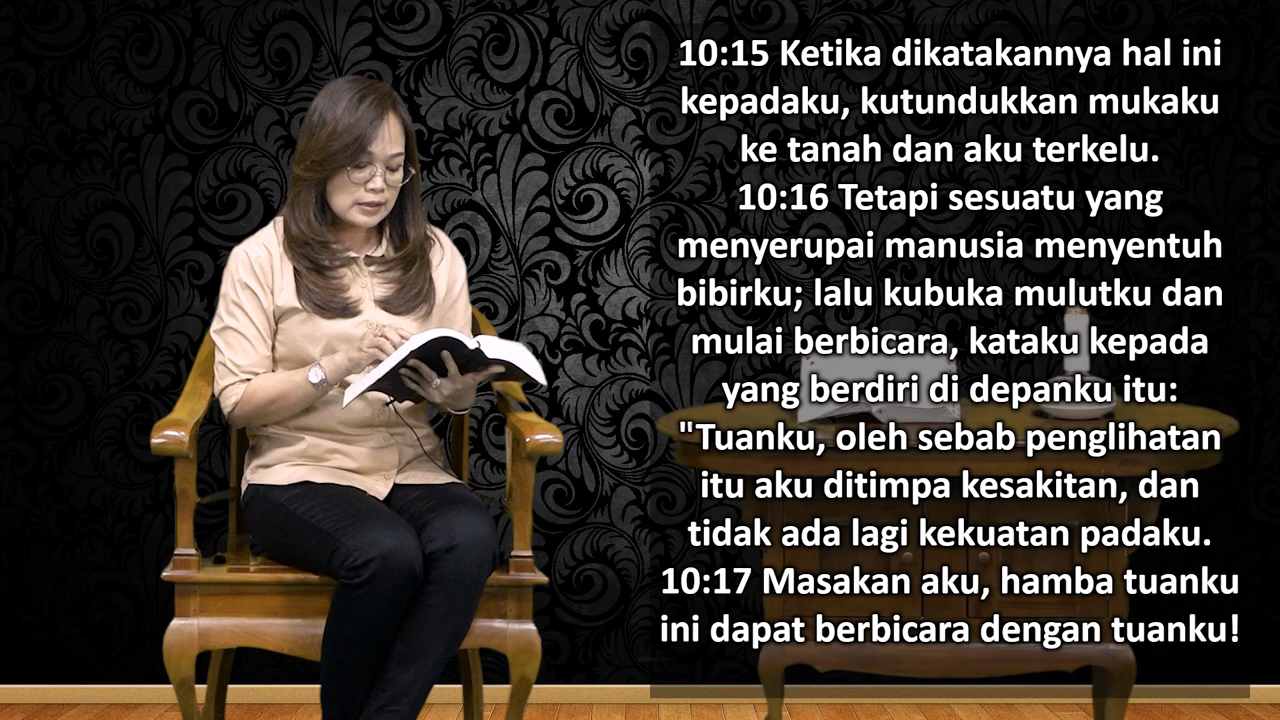 10:15 Ketika dikatakannya hal ini
kepadaku, kutundukkan mukaku
ke tanah dan aku terkelu.
10:16 Tetapi sesuatu yang
menyerupai manusia menyentuh
bibirku; lalu kubuka mulutku dan
mulai berbicara, kataku kepada
yang berdiri di depanku itu:
"Tuanku, oleh sebab penglihatan
itu aku ditimpa kesakitan, dan
tidak ada lagi kekuatan padaku.
10:17 Masakan aku, hamba tuanku
ini dapat berbicara dengan tuanku!